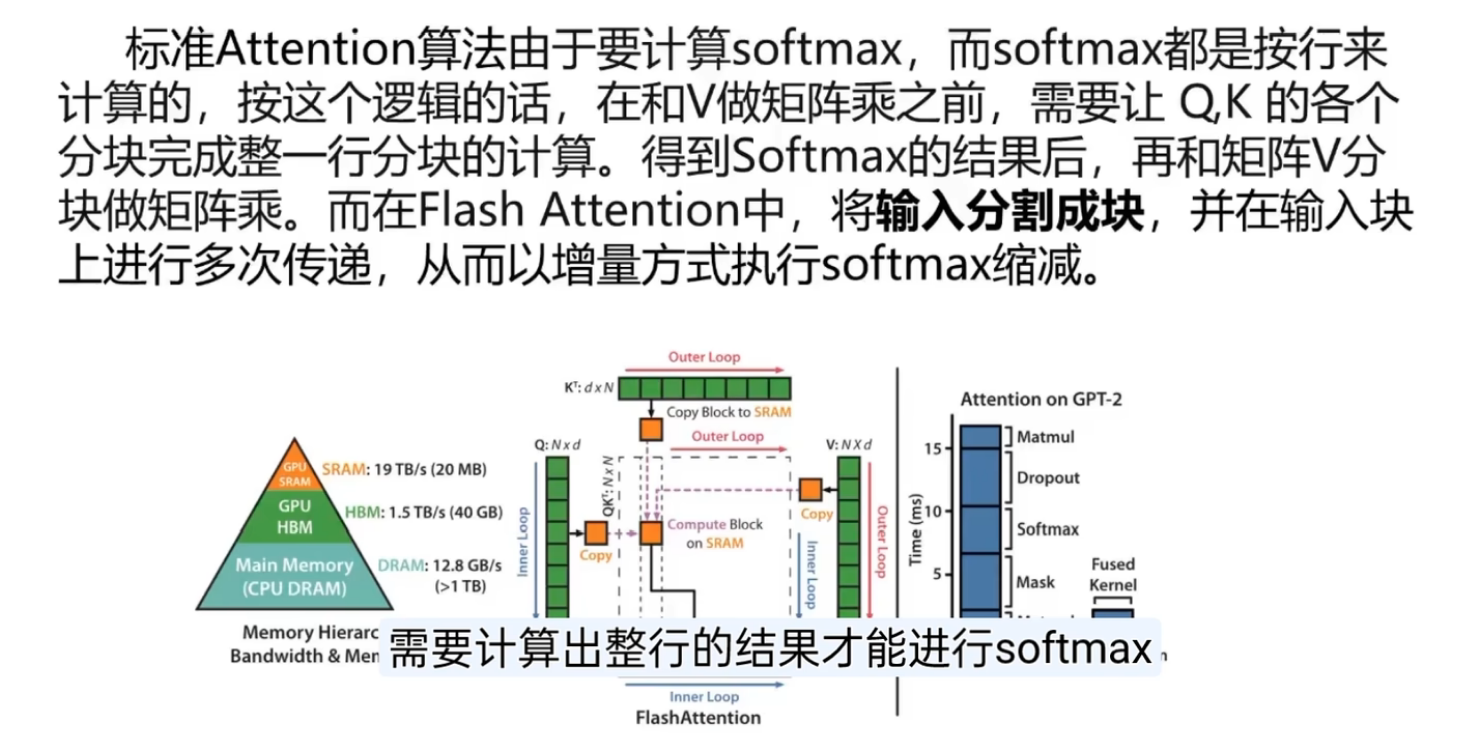 标准Attention算法由于要计算softmax，而softmax都是按行来
计算的，按这个逻辑的话，在和V做矩阵乘之前，需要让 Q,K 的各个
分块完成整一行分块的计算。得到Softmax的结果后，再和矩阵V分
块做矩阵乘。而在Flash Attention中，将输入分割成块，并在输入块
上进行多次传递，从而以增量方式执行softmax缩减。
GPU
SRAM
SRAM: 19 TB/s (20 MB)
GPU
HBM
HBM: 1.5 TB/s (40 GB)
Main Memory
(CPU DRAM)
DRAM: 12.8 GB/s
(>1 TB)
Memory Hierarc
Bandwidth & Mem
Outer Loop
Kᵀ: d x N
Copy Block to SRAM
Outer Loop
Q: N x d
V: N X d
QKᵀ: N x N
Copy
Compute Block
on SRAM
Copy
Inner Loop
Inner Loop
Outer Loop
Inner Loop
FlashAttention
Attention on GPT-2
Time (ms)
15
10
5
Matmul
Dropout
Softmax
Mask
Fused
Kernel
需要计算出整行的结果才能进行softmax